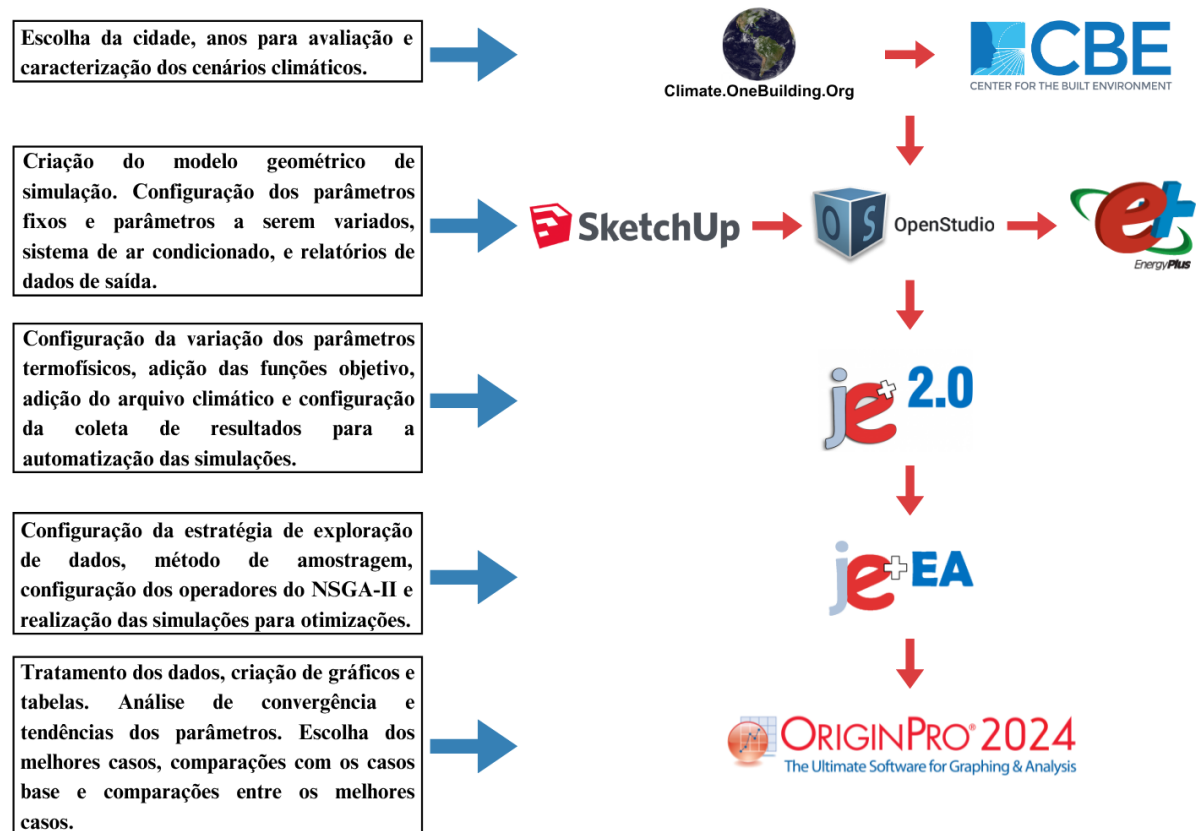 Escolha da cidade, anos para avaliação e
caracterização dos cenários climáticos.
Climate.OneBuilding.Org
CBE
CENTER FOR THE BUILT ENVIRONMENT
Criação do modelo geométrico de
simulação. Configuração dos parâmetros
fixos e parâmetros a serem variados,
sistema de ar condicionado, e relatórios de
dados de saída.
SketchUp
OS
OpenStudio
e+
EnergyPlus
Configuração da variação dos parâmetros
termofísicos, adição das funções objetivo,
adição do arquivo climático e configuração
da coleta de resultados para a
automatização das simulações.
je+ 2.0
Configuração da estratégia de exploração
de dados, método de amostragem,
configuração dos operadores do NSGA-II e
realização das simulações para otimizações.
je+EA
Tratamento dos dados, criação de gráficos e
tabelas. Análise de convergência e
tendências dos parâmetros. Escolha dos
melhores casos, comparações com os casos
base e comparações entre os melhores
casos.
ORIGINPRO® 2024
The Ultimate Software for Graphing & Analysis